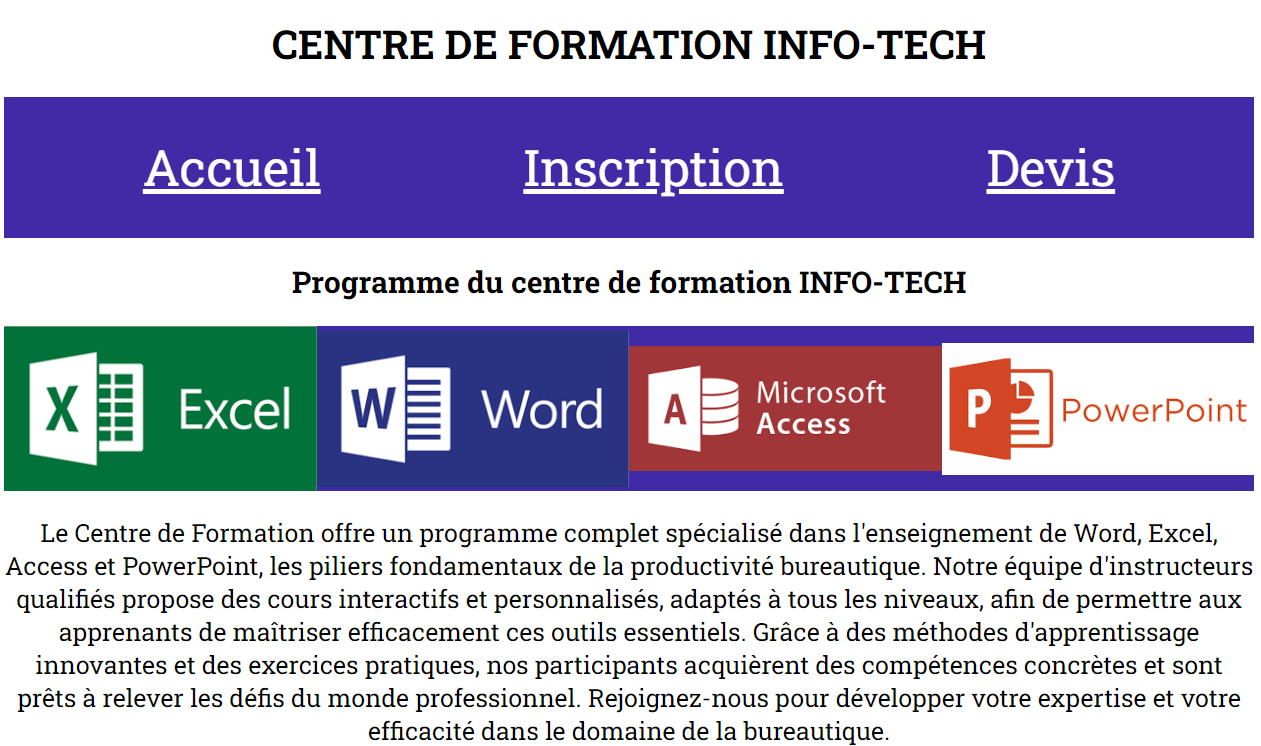 CENTRE DE FORMATION INFO-TECH
Accueil Inscription Devis
Programme du centre de formation INFO-TECH
X Excel W Word A Microsoft Access P PowerPoint
Le Centre de Formation offre un programme complet spécialisé dans l'enseignement de Word, Excel,
Access et PowerPoint, les piliers fondamentaux de la productivité bureautique. Notre équipe d'instructeurs
qualifiés propose des cours interactifs et personnalisés, adaptés à tous les niveaux, afin de permettre aux
apprenants de maîtriser efficacement ces outils essentiels. Grâce à des méthodes d'apprentissage
innovantes et des exercices pratiques, nos participants acquièrent des compétences concrètes et sont
prêts à relever les défis du monde professionnel. Rejoignez-nous pour développer votre expertise et votre
efficacité dans le domaine de la bureautique.